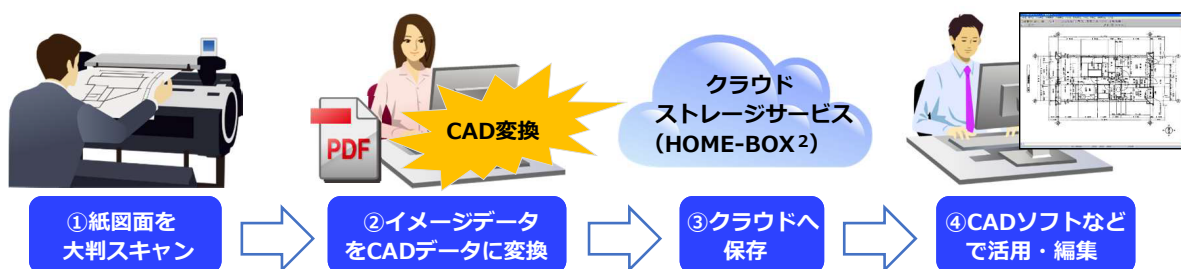 PDF
CAD変換
クラウド
ストレージサービス
（HOME-BOX²）
①紙図面を
大判スキャン
②イメージデータ
をCADデータに変換
③クラウドへ
保存
④CADソフトなど
で活用・編集